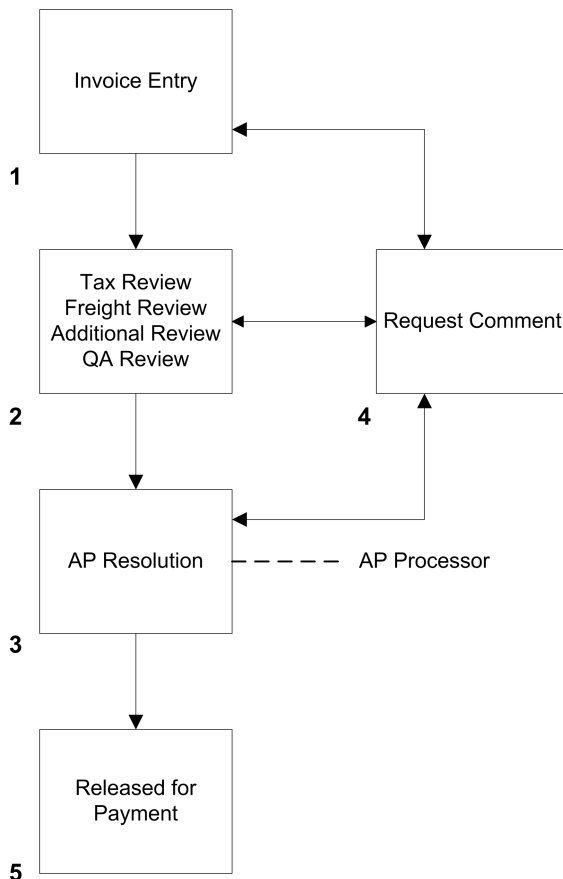 Invoice Entry
1
Tax Review
Freight Review
Additional Review
QA Review
Request Comment
2
4
AP Resolution
AP Processor
3
Released for
Payment
5